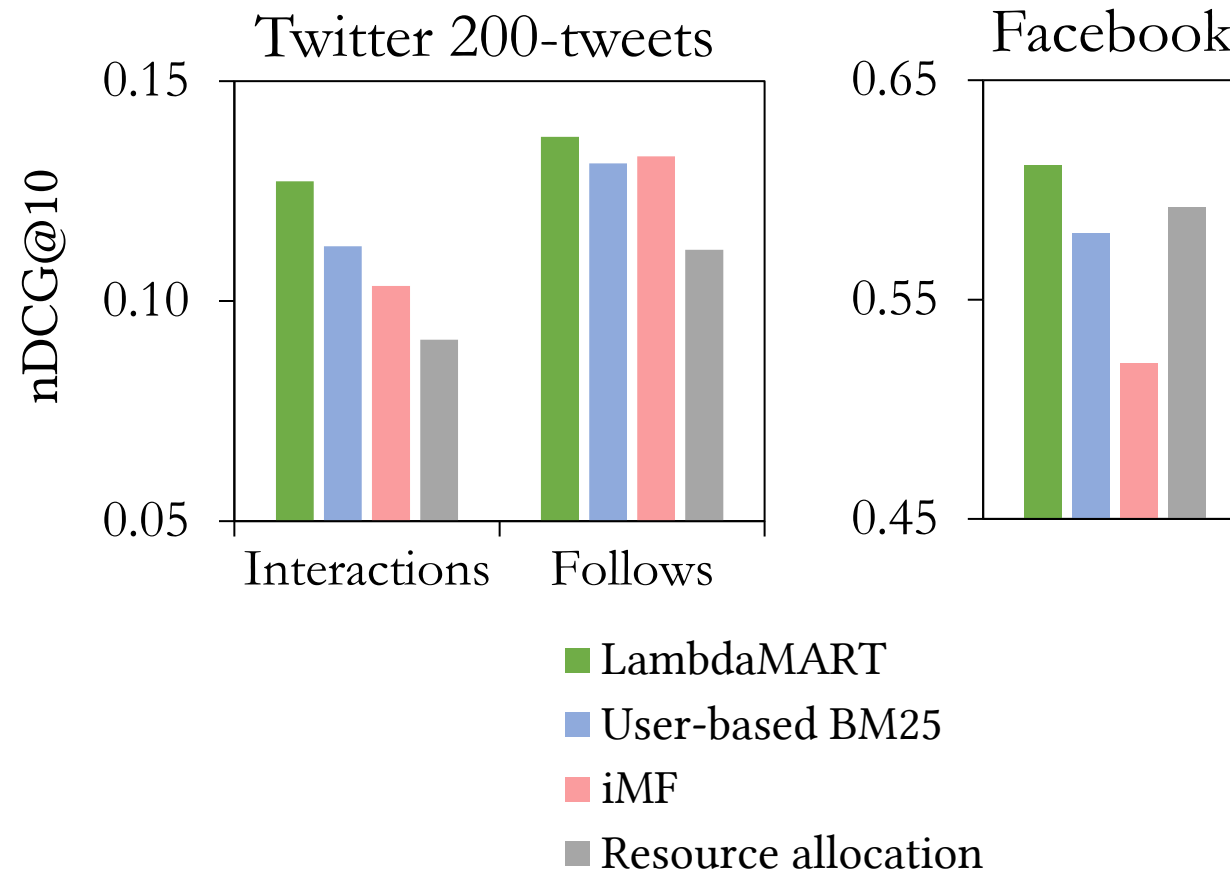 Twitter 200-tweets
Facebook
nDCG@10
0.15
0.10
0.05
Interactions
Follows
0.65
0.55
0.45
LambdaMART
User-based BM25
iMF
Resource allocation